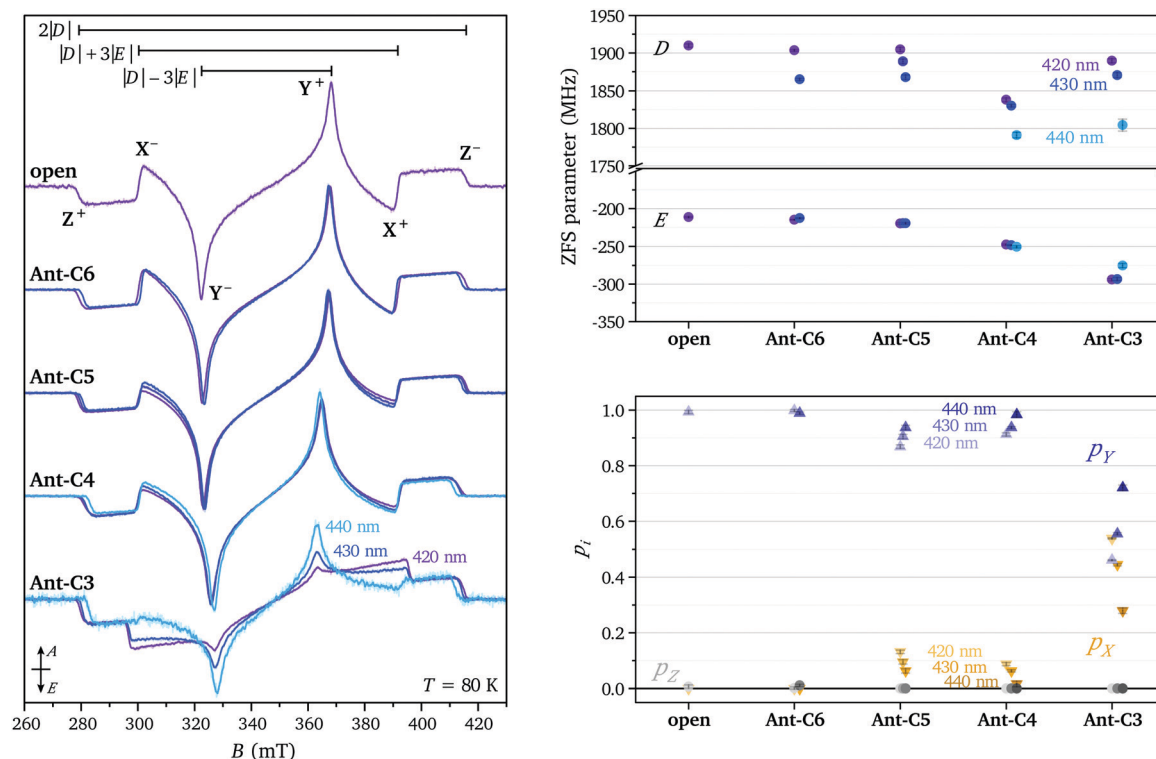 2|D|
|D|+3|E|
|D|−3|E|
Y⁺
X⁻
Z⁻
open
Z⁺
X⁺
Ant-C6
Y⁻
Ant-C5
Ant-C4
440 nm
430 nm
420 nm
Ant-C3
A
E
T = 80 K
260 280 300 320 340 360 380 400 420
B (mT)
ZFS parameter (MHz)
1950
1900
1850
1800
1750
-200
-250
-300
-350
D
420 nm
430 nm
440 nm
E
open Ant-C6 Ant-C5 Ant-C4 Ant-C3
pᵢ
1.0
0.8
0.6
0.4
0.2
0.0
440 nm
430 nm
420 nm
p_Y
p_X
420 nm
430 nm
440 nm
p_Z
open Ant-C6 Ant-C5 Ant-C4 Ant-C3